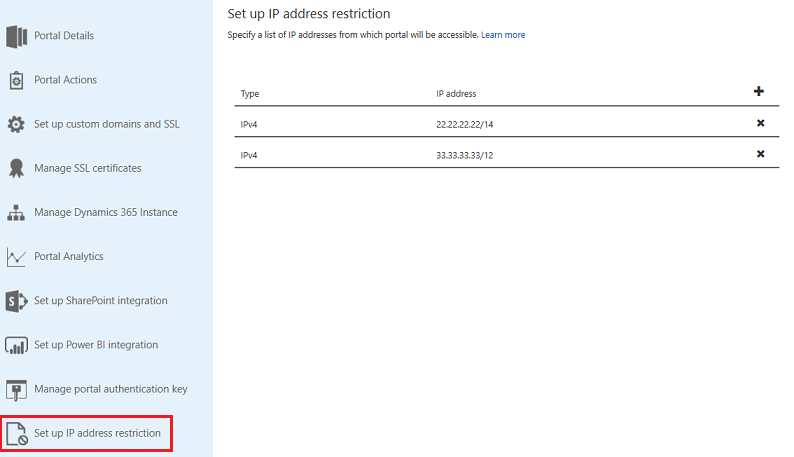 Portal Details
Portal Actions
Set up custom domains and SSL
Manage SSL certificates
Manage Dynamics 365 Instance
Portal Analytics
Set up SharePoint integration
Set up Power BI integration
Manage portal authentication key
Set up IP address restriction
Set up IP address restriction
Specify a list of IP addresses from which portal will be accessible. Learn more
Type IP address
IPv4 22.22.22.22/14
IPv4 33.33.33.33/12